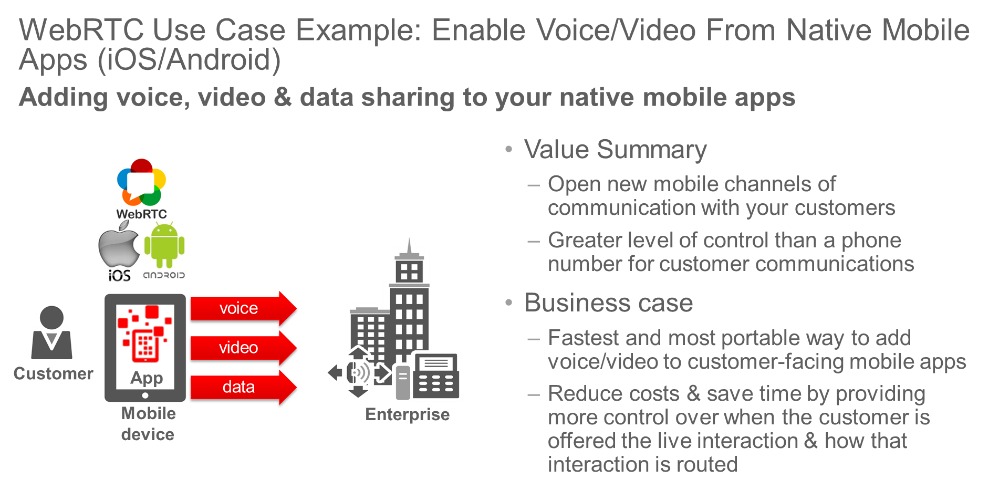 WebRTC Use Case Example: Enable Voice/Video From Native Mobile
Apps (iOS/Android)
Adding voice, video & data sharing to your native mobile apps
WebRTC
iOS
ANDROID
Customer
App
Mobile
device
voice
video
data
Enterprise
• Value Summary
– Open new mobile channels of
communication with your customers
– Greater level of control than a phone
number for customer communications
• Business case
– Fastest and most portable way to add
voice/video to customer-facing mobile apps
– Reduce costs & save time by providing
more control over when the customer is
offered the live interaction & how that
interaction is routed